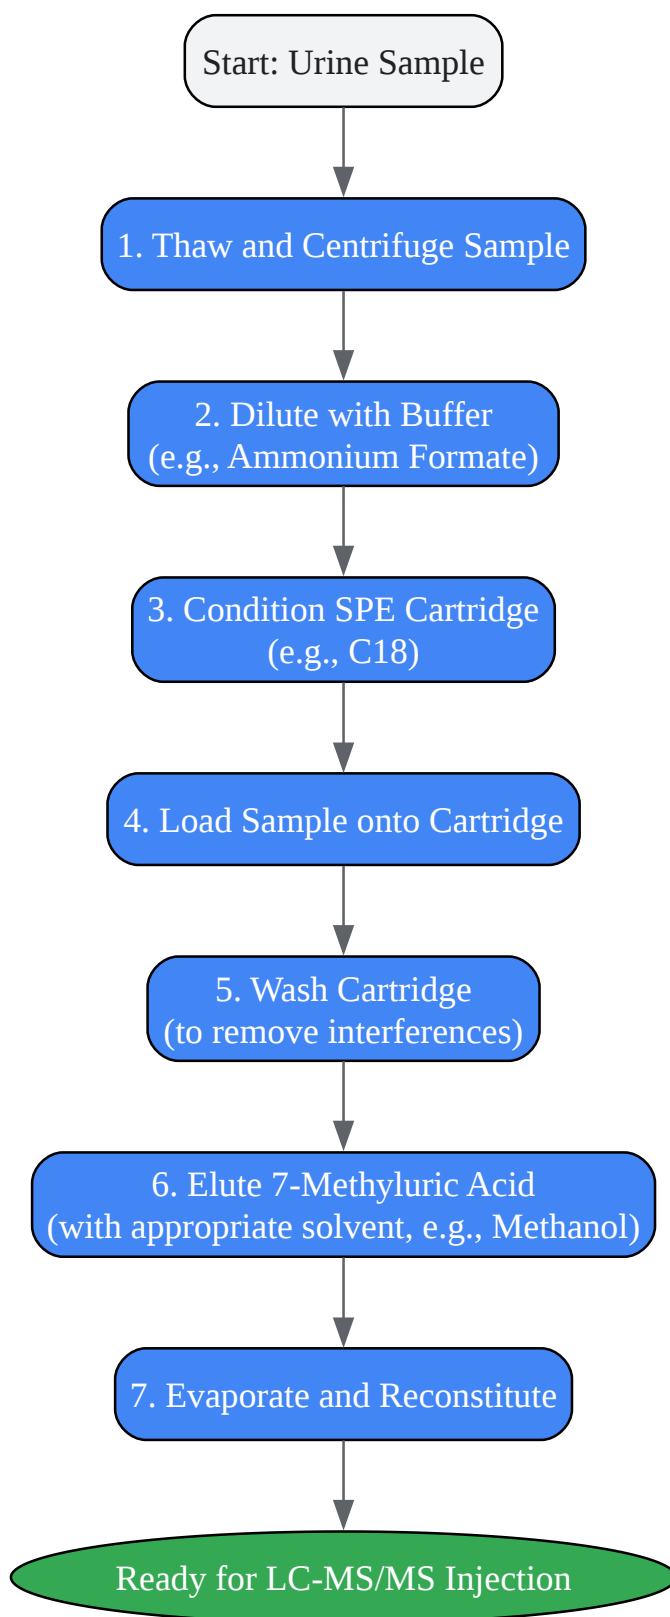 Start: Urine Sample
1. Thaw and Centrifuge Sample
2. Dilute with Buffer
(e.g., Ammonium Formate)
3. Condition SPE Cartridge
(e.g., C18)
4. Load Sample onto Cartridge
5. Wash Cartridge
(to remove interferences)
6. Elute 7-Methyluric Acid
(with appropriate solvent, e.g., Methanol)
7. Evaporate and Reconstitute
Ready for LC-MS/MS Injection